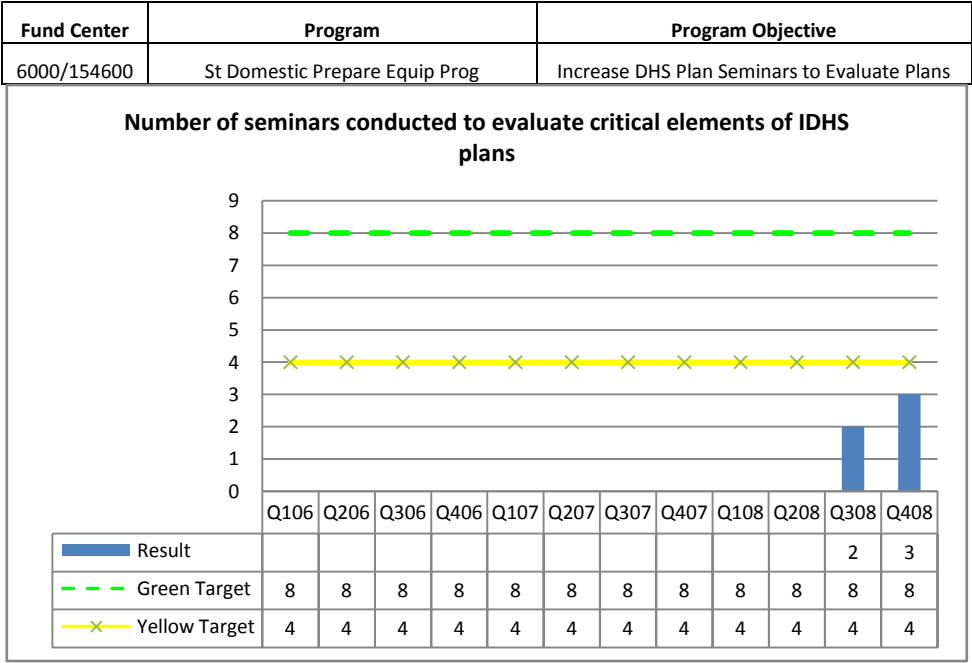 Fund Center Program Program Objective
6000/154600 St Domestic Prepare Equip Prog Increase DHS Plan Seminars to Evaluate Plans
Number of seminars conducted to evaluate critical elements of IDHS
plans
9
8
7
6
5
4
3
2
1
0
Q106 Q206 Q306 Q406 Q107 Q207 Q307 Q407 Q108 Q208 Q308 Q408
Result 2 3
Green Target 8 8 8 8 8 8 8 8 8 8 8 8
Yellow Target 4 4 4 4 4 4 4 4 4 4 4 4